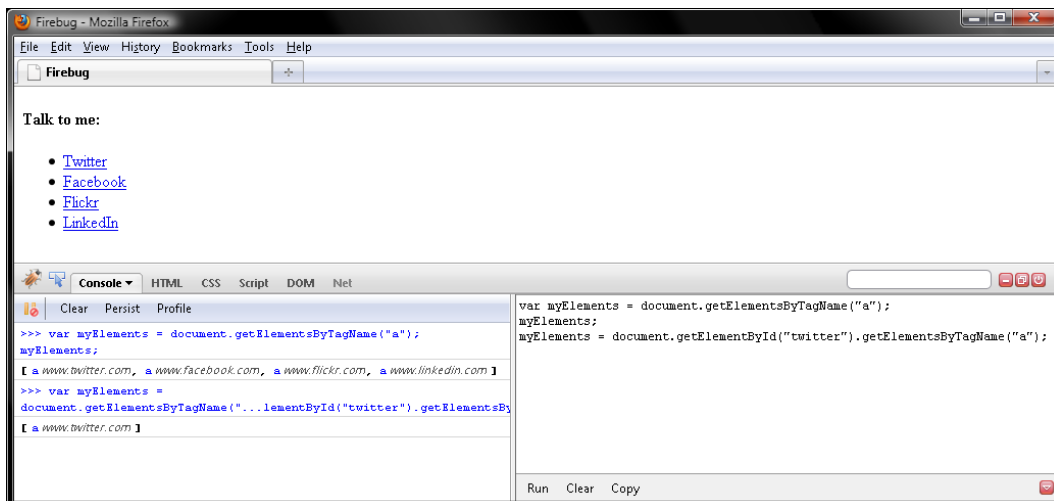 Firebug - Mozilla Firefox
File Edit View History Bookmarks Tools Help
Firebug
Talk to me:
Twitter
Facebook
Flickr
LinkedIn
Console HTML CSS Script DOM Net
Clear Persist Profile
>>> var myElements = document.getElementsByTagName("a");
myElements;
[ a www.twitter.com, a www.facebook.com, a www.flickr.com, a www.linkedin.com ]
>>> var myElements =
document.getElementsByTagName("...lementById("twitter").getElementsBy
[ a www.twitter.com ]
var myElements = document.getElementsByTagName("a");
myElements;
myElements = document.getElementById("twitter").getElementsByTagName("a");
Run Clear Copy